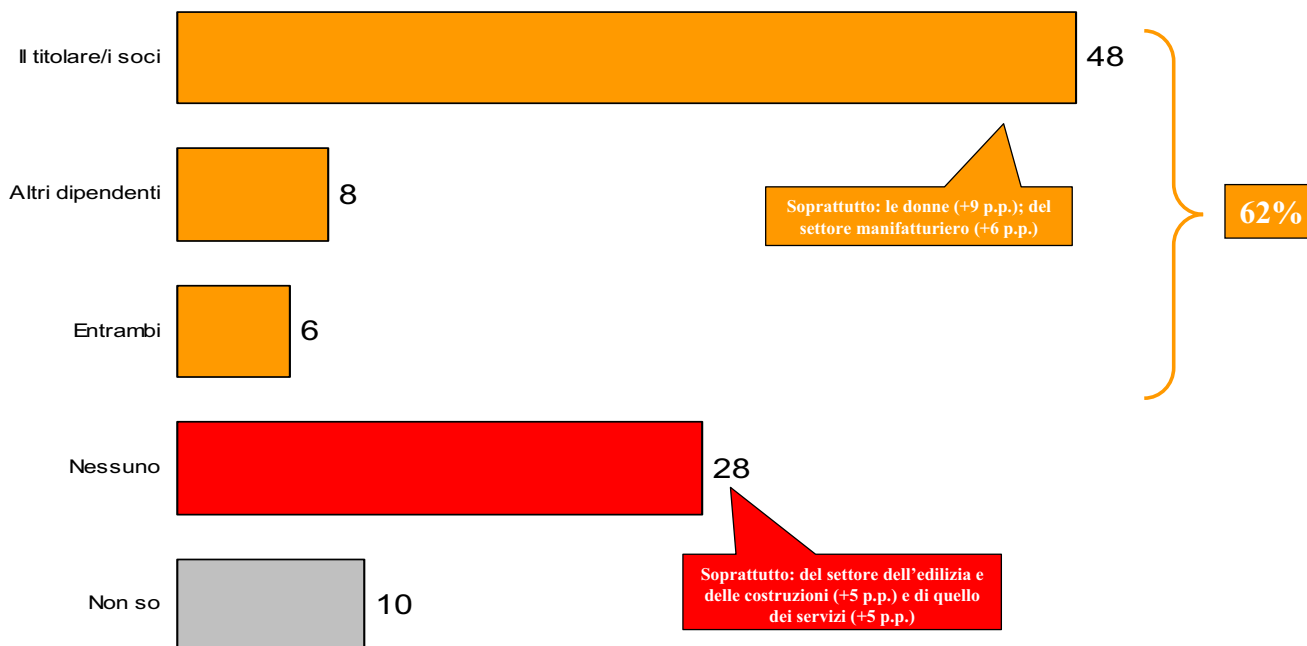 Il titolare/i soci
48
Soprattutto: le donne (+9 p.p.); del
settore manifatturiero (+6 p.p.)
62%
Altri dipendenti
8
Entrambi
6
Nessuno
28
Soprattutto: del settore dell’edilizia e
delle costruzioni (+5 p.p.) e di quello
dei servizi (+5 p.p.)
Non so
10